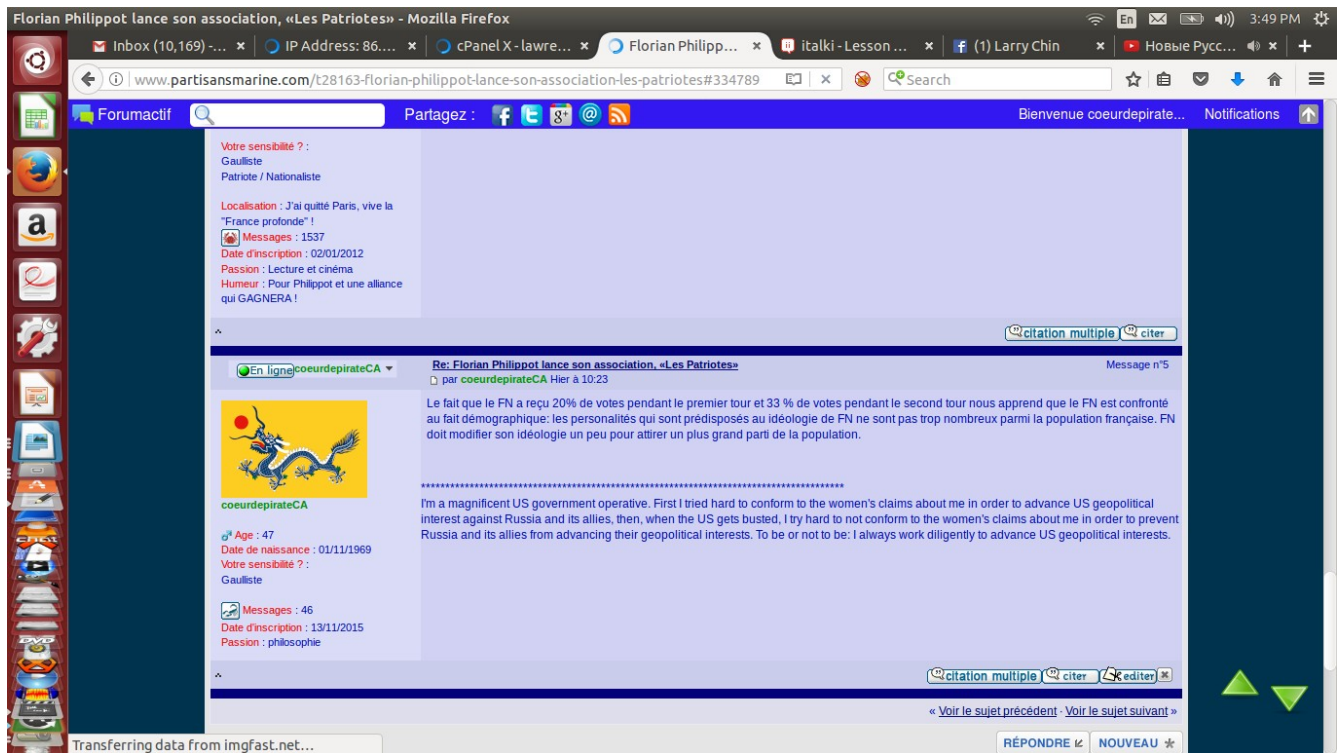 Florian Philippot lance son association, «Les Patriotes» - Mozilla Firefox
En
3:49 PM
Inbox (10,169) -...
IP Address: 86....
cPanel X - lawre...
Florian Philipp...
italki - Lesson ...
(1) Larry Chin
Новые Русс...
www.partisansmarine.com/t28163-florian-philippot-lance-son-association-les-patriotes#334789
Search
Forumactif
Partagez :
Bienvenue coeurdepirate...
Notifications
Votre sensibilité ? :
Gaulliste
Patriote / Nationaliste
Localisation : J'ai quitté Paris, vive la
"France profonde" !
Messages : 1537
Date d'inscription : 02/01/2012
Passion : Lecture et cinéma
Humeur : Pour Philippot et une alliance
qui GAGNERA !
citation multiple citer
En ligne coeurdepirateCA
Re: Florian Philippot lance son association, «Les Patriotes»
Message n°5
par coeurdepirateCA Hier à 10:23
Le fait que le FN a reçu 20% de votes pendant le premier tour et 33 % de votes pendant le second tour nous apprend que le FN est confronté
au fait démographique: les personalités qui sont prédisposés au idéologie de FN ne sont pas trop nombreux parmi la population française. FN
doit modifier son idéologie un peu pour attirer un plus grand parti de la population.
coeurdepirateCA
Age : 47
Date de naissance : 01/11/1969
Votre sensibilité ? :
Gaulliste
Messages : 46
Date d'inscription : 13/11/2015
Passion : philosophie
*************************************************************************************
I'm a magnificent US government operative. First I tried hard to conform to the women's claims about me in order to advance US geopolitical
interest against Russia and its allies, then, when the US gets busted, I try hard to not conform to the women's claims about me in order to prevent
Russia and its allies from advancing their geopolitical interests. To be or not to be: I always work diligently to advance US geopolitical interests.
citation multiple citer editer
« Voir le sujet précédent · Voir le sujet suivant »
RÉPONDRE NOUVEAU
Transferring data from imgfast.net...